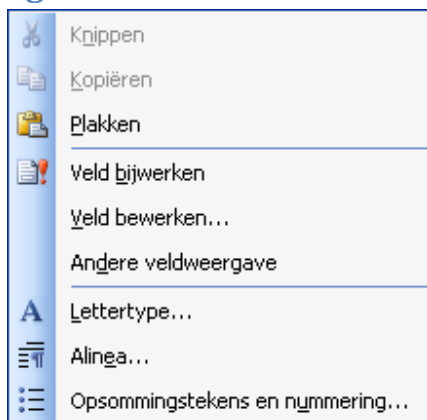 Knippen
Kopiëren
Plakken
Veld bijwerken
Veld bewerken...
Andere veldweergave
Lettertype...
Alinea...
Opsommingstekens en nummering...